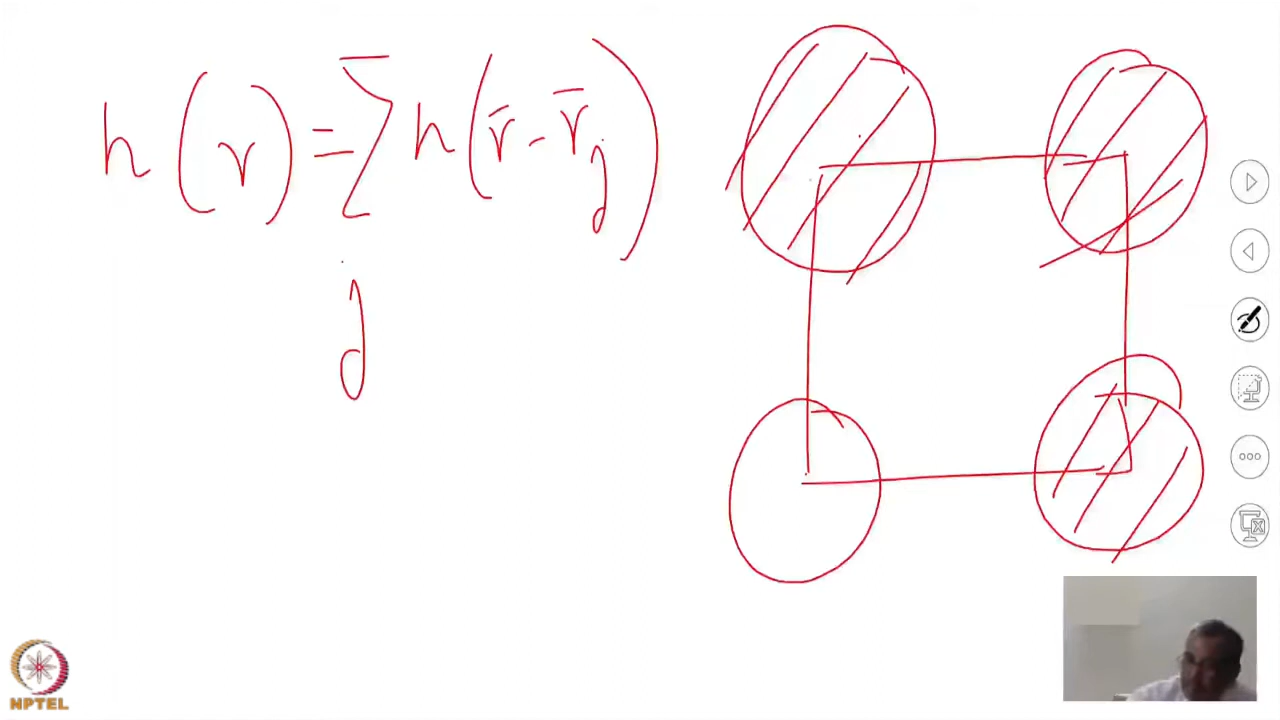 h(r) = Σ h(r̄ - r̄j)
j
NPTEL